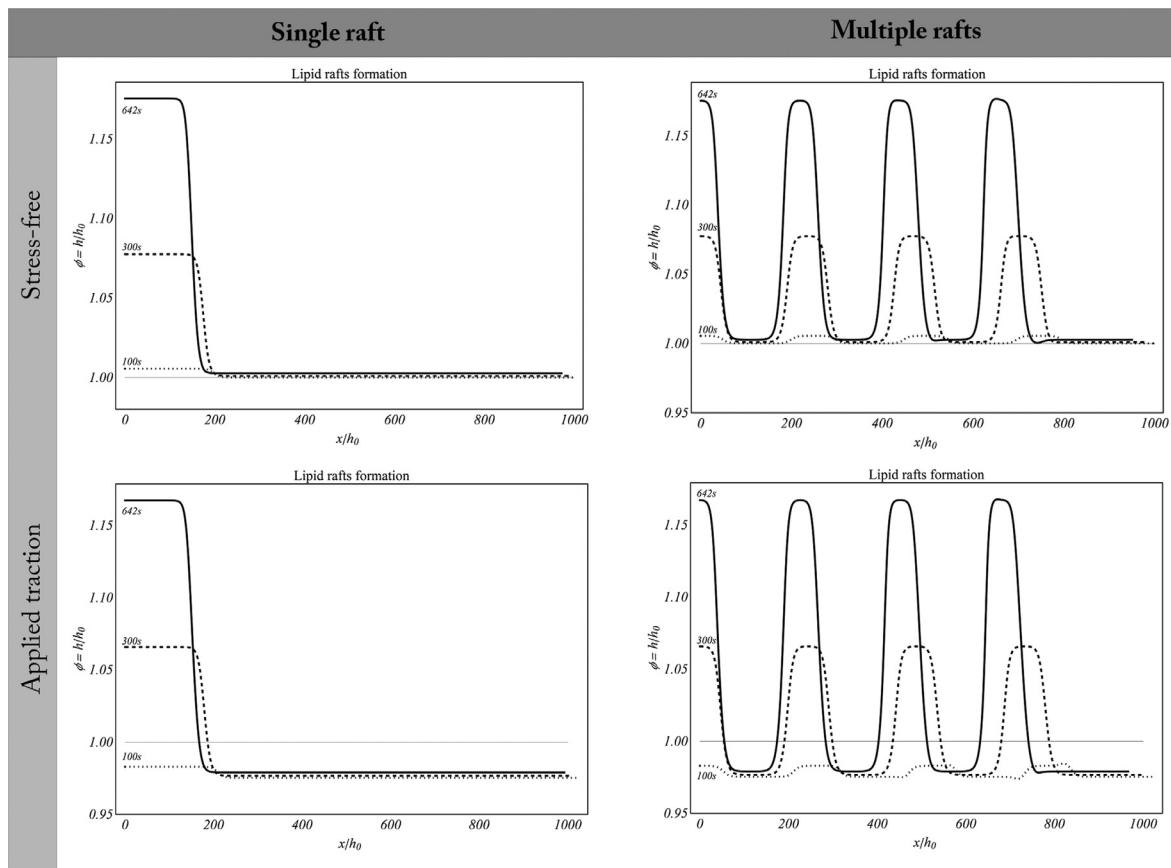 Single raft
Multiple rafts
Stress-free
Lipid rafts formation
642s
300s
100s
1.15
1.10
1.05
1.00
ϕ = h/h₀
0
200
400
600
800
1000
x/h₀
Lipid rafts formation
642s
300s
100s
1.15
1.10
1.05
1.00
0.95
ϕ = h/h₀
0
200
400
600
800
1000
x/h₀
Applied traction
Lipid rafts formation
642s
300s
100s
1.15
1.10
1.05
1.00
0.95
ϕ = h/h₀
0
200
400
600
800
1000
x/h₀
Lipid rafts formation
642s
300s
100s
1.15
1.10
1.05
1.00
0.95
ϕ = h/h₀
0
200
400
600
800
1000
x/h₀